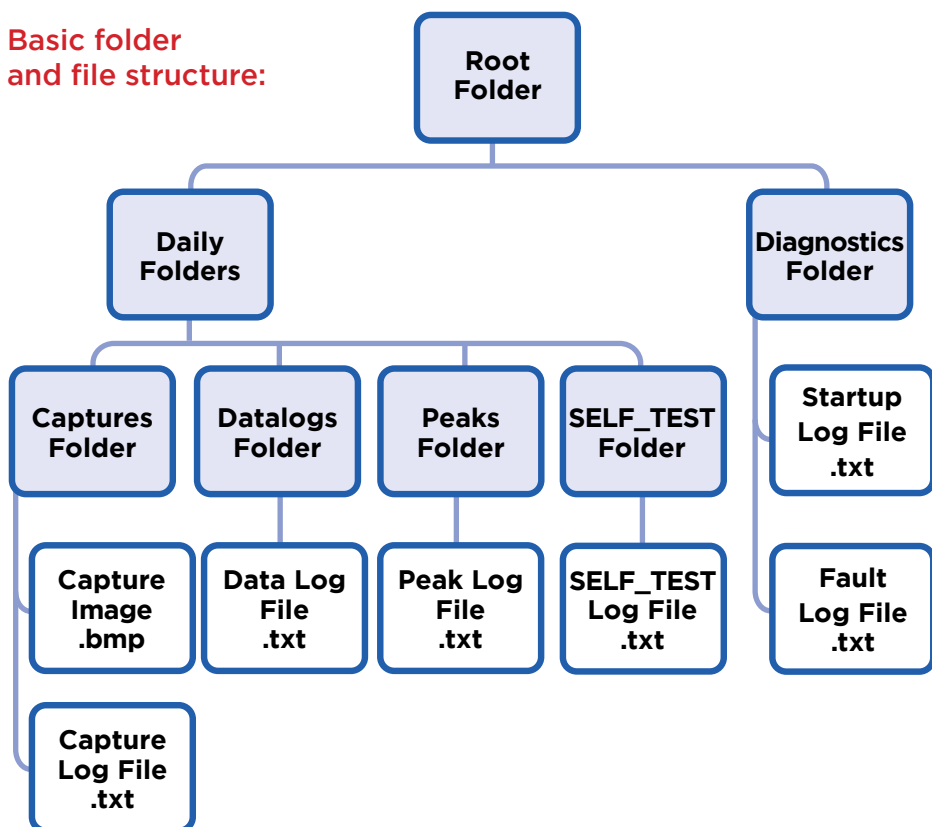 Basic folder
and file structure:
Root
Folder
Daily
Folders
Diagnostics
Folder
Captures
Folder
Datalogs
Folder
Peaks
Folder
SELF_TEST
Folder
Startup
Log File
.txt
Capture
Image
.bmp
Data Log
File
.txt
Peak Log
File
.txt
SELF_TEST
Log File
.txt
Fault
Log File
.txt
Capture
Log File
.txt